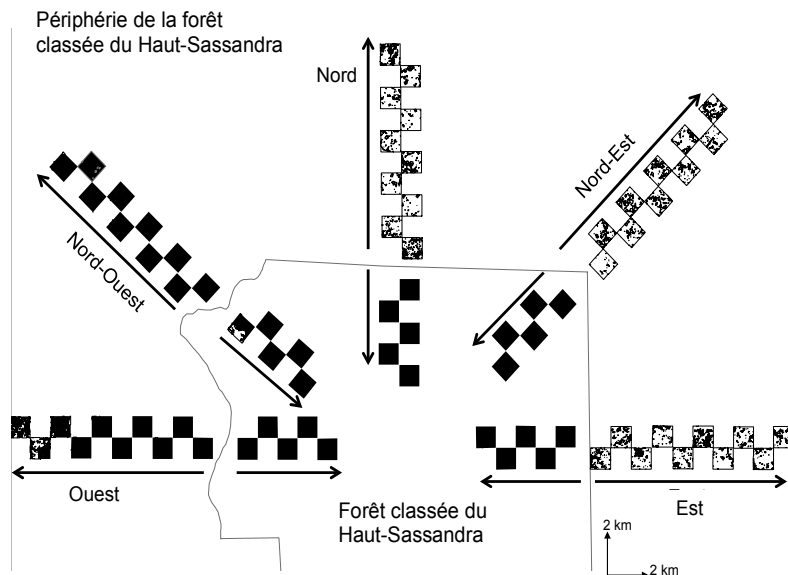 Périphérie de la forêt
classée du Haut-Sassandra
Nord
Nord-Est
Nord-Ouest
Ouest
Forêt classée du
Haut-Sassandra
Est
2 km
2 km